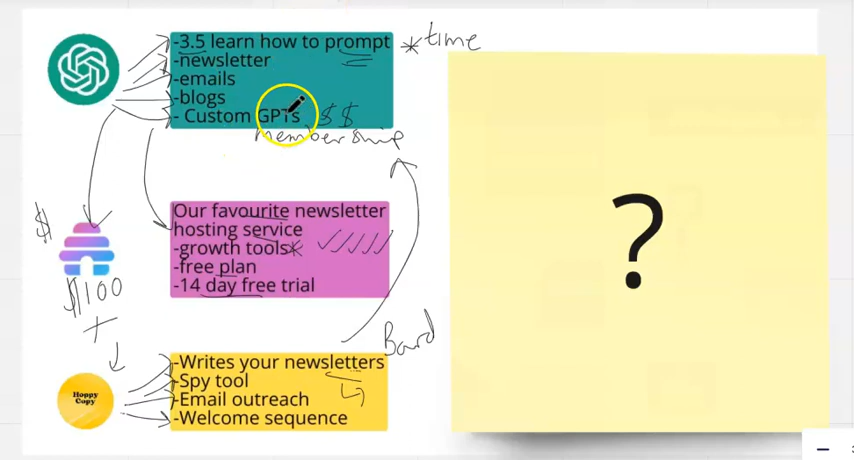 -3.5 learn how to prompt
*time
-newsletter
-emails
-blogs
- Custom GPTs $$
membership
Our favourite newsletter
hosting service
-growth tools*
-free plan
-14 day free trial
$
$100
+
Bard
-Writes your newsletters
-Spy tool
-Email outreach
-Welcome sequence
Hoppy
Copy
?